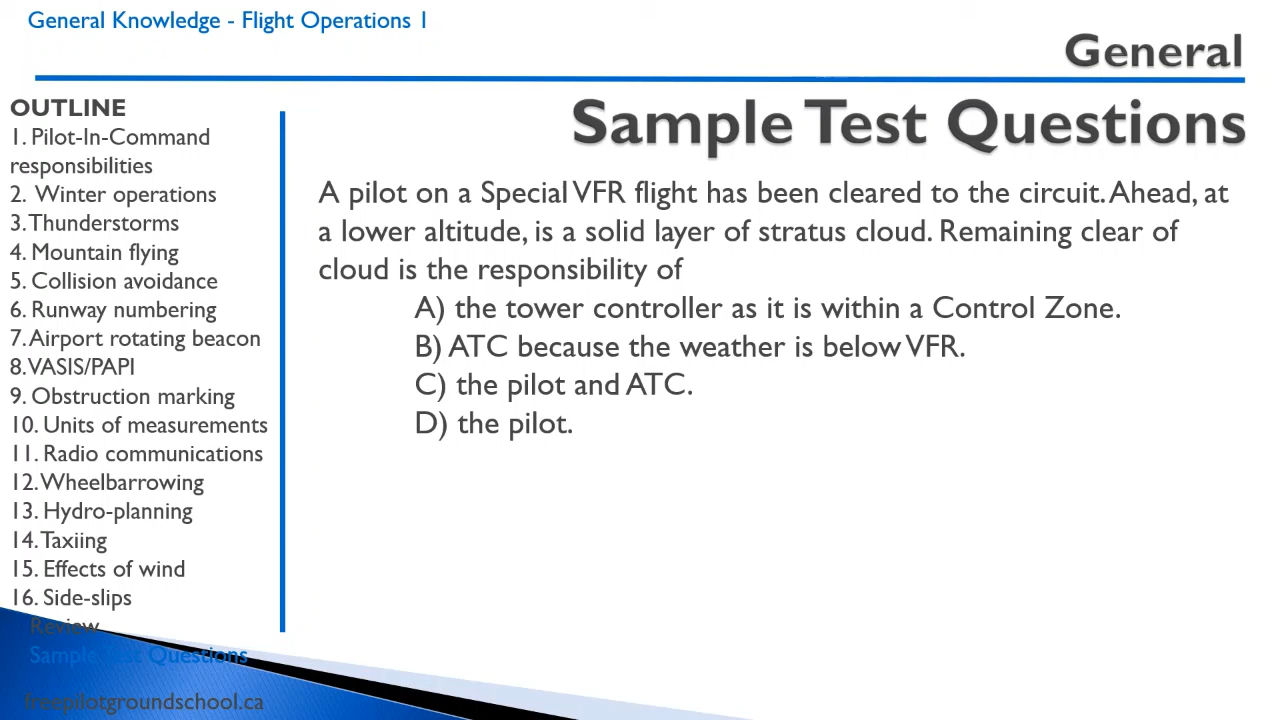 General Knowledge - Flight Operations 1
General
Sample Test Questions
OUTLINE
1. Pilot-In-Command
responsibilities
2. Winter operations
3. Thunderstorms
4. Mountain flying
5. Collision avoidance
6. Runway numbering
7. Airport rotating beacon
8. VASIS/PAPI
9. Obstruction marking
10. Units of measurements
11. Radio communications
12. Wheelbarrowing
13. Hydro-planning
14. Taxiing
15. Effects of wind
16. Side-slips
Review
Sample Test Questions
freepilotgroundschool.ca
A pilot on a Special VFR flight has been cleared to the circuit. Ahead, at
a lower altitude, is a solid layer of stratus cloud. Remaining clear of
cloud is the responsibility of
A) the tower controller as it is within a Control Zone.
B) ATC because the weather is below VFR.
C) the pilot and ATC.
D) the pilot.